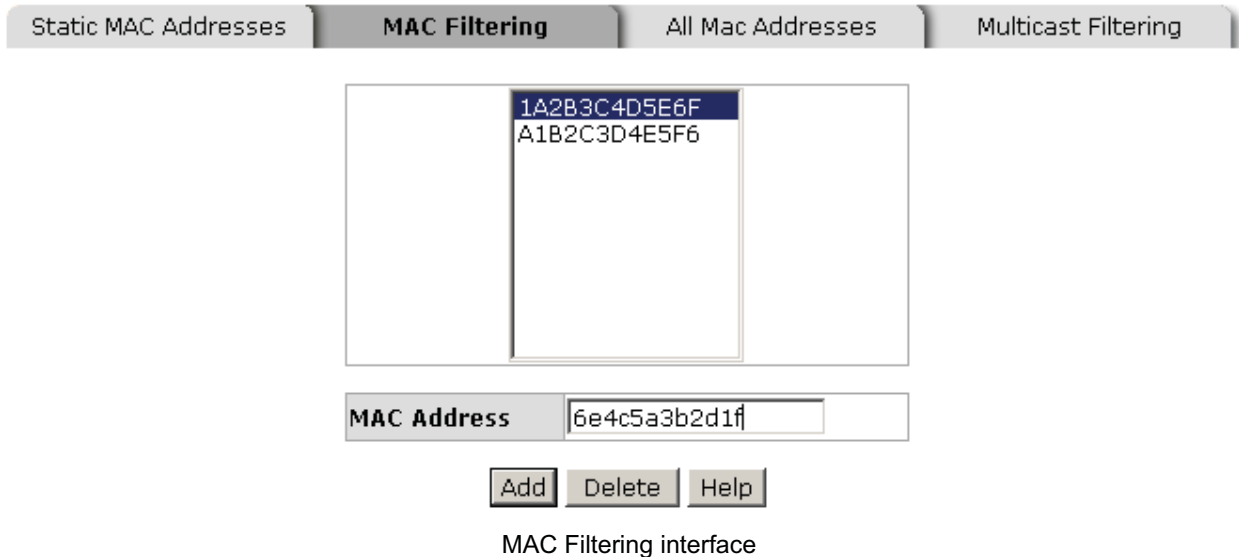 Static MAC Addresses MAC Filtering All Mac Addresses Multicast Filtering
1A2B3C4D5E6F
A1B2C3D4E5F6
MAC Address 6e4c5a3b2d1f
Add Delete Help
MAC Filtering interface